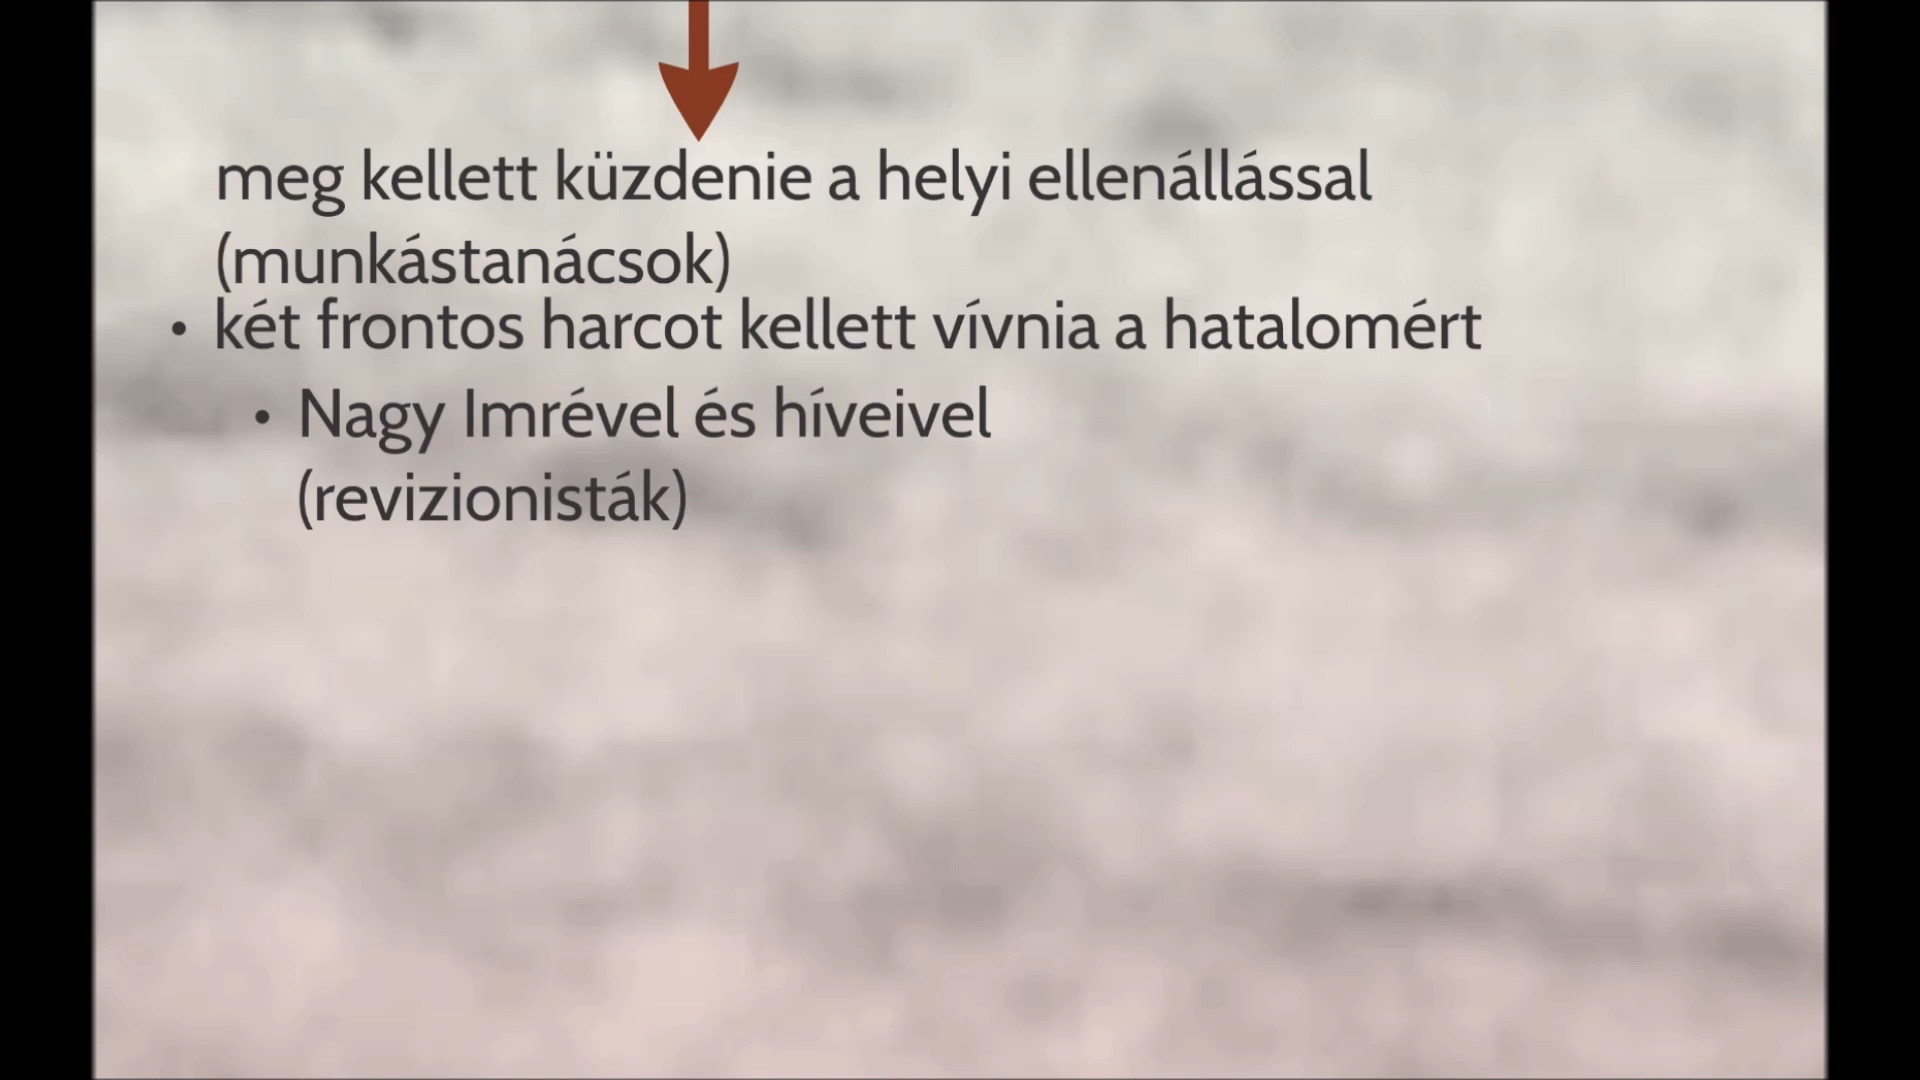 meg kellett küzdenie a helyi ellenállással
(munkástanácsok)
• két frontos harcot kellett vívnia a hatalomért
• Nagy Imrével és híveivel
(revizionisták)